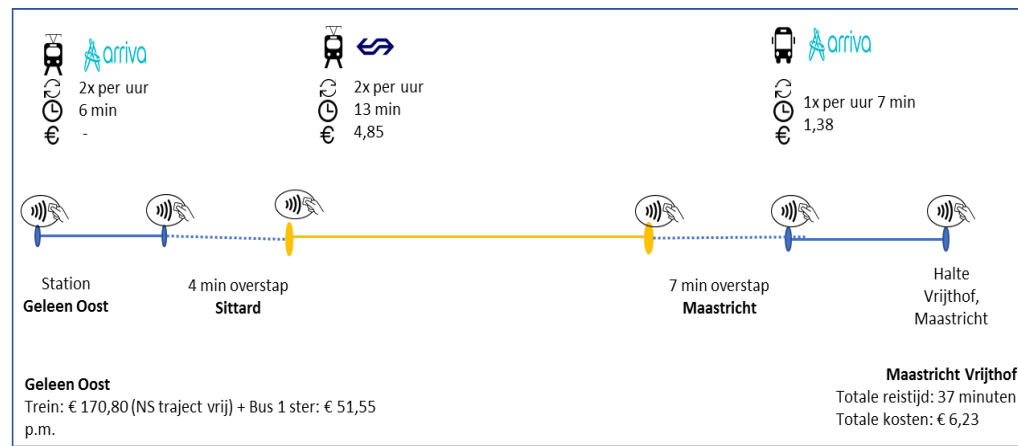 arriva
2x per uur
6 min
€ -
2x per uur
13 min
€ 4,85
arriva
1x per uur 7 min
€ 1,38
Station
Geleen Oost
4 min overstap
Sittard
7 min overstap
Maastricht
Halte
Vrijthof,
Maastricht
Geleen Oost
Trein: € 170,80 (NS traject vrij) + Bus 1 ster: € 51,55
p.m.
Maastricht Vrijthof
Totale reistijd: 37 minuten
Totale kosten: € 6,23